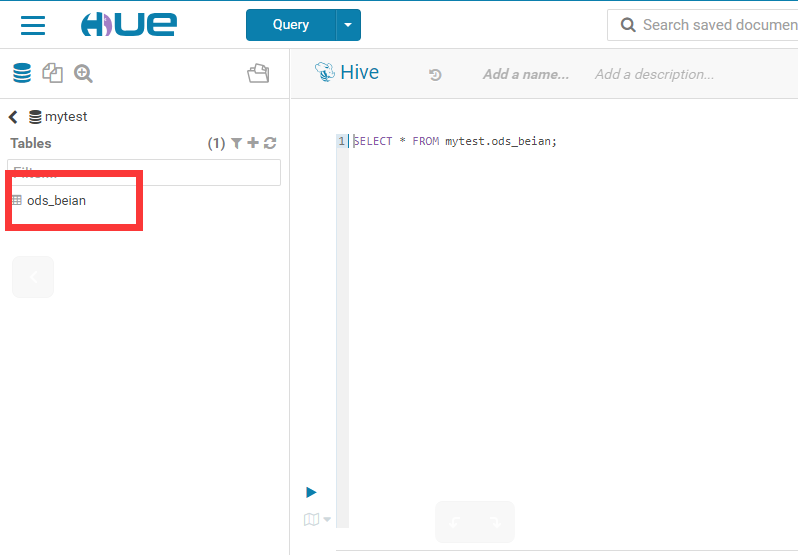 HUE
Query
Search saved documen
Hive
Add a name...
Add a description...
mytest
Tables (1)
ods_beian
1 SELECT * FROM mytest.ods_beian;